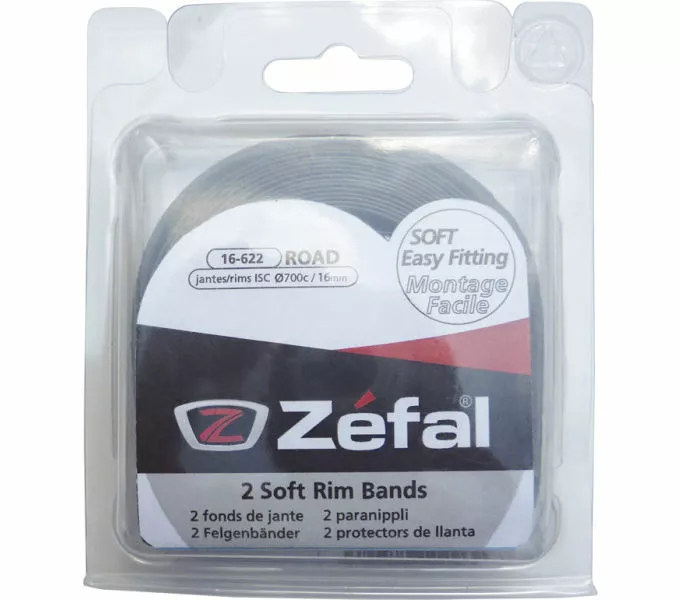 16-622 ROAD
jantes/rims ISC Ø700c / 16mm
SOFT
Easy Fitting
Montage
Facile
Z Zéfal®
2 Soft Rim Bands
2 fonds de jante 2 paranippli
2 Felgenbänder 2 protectors de llanta